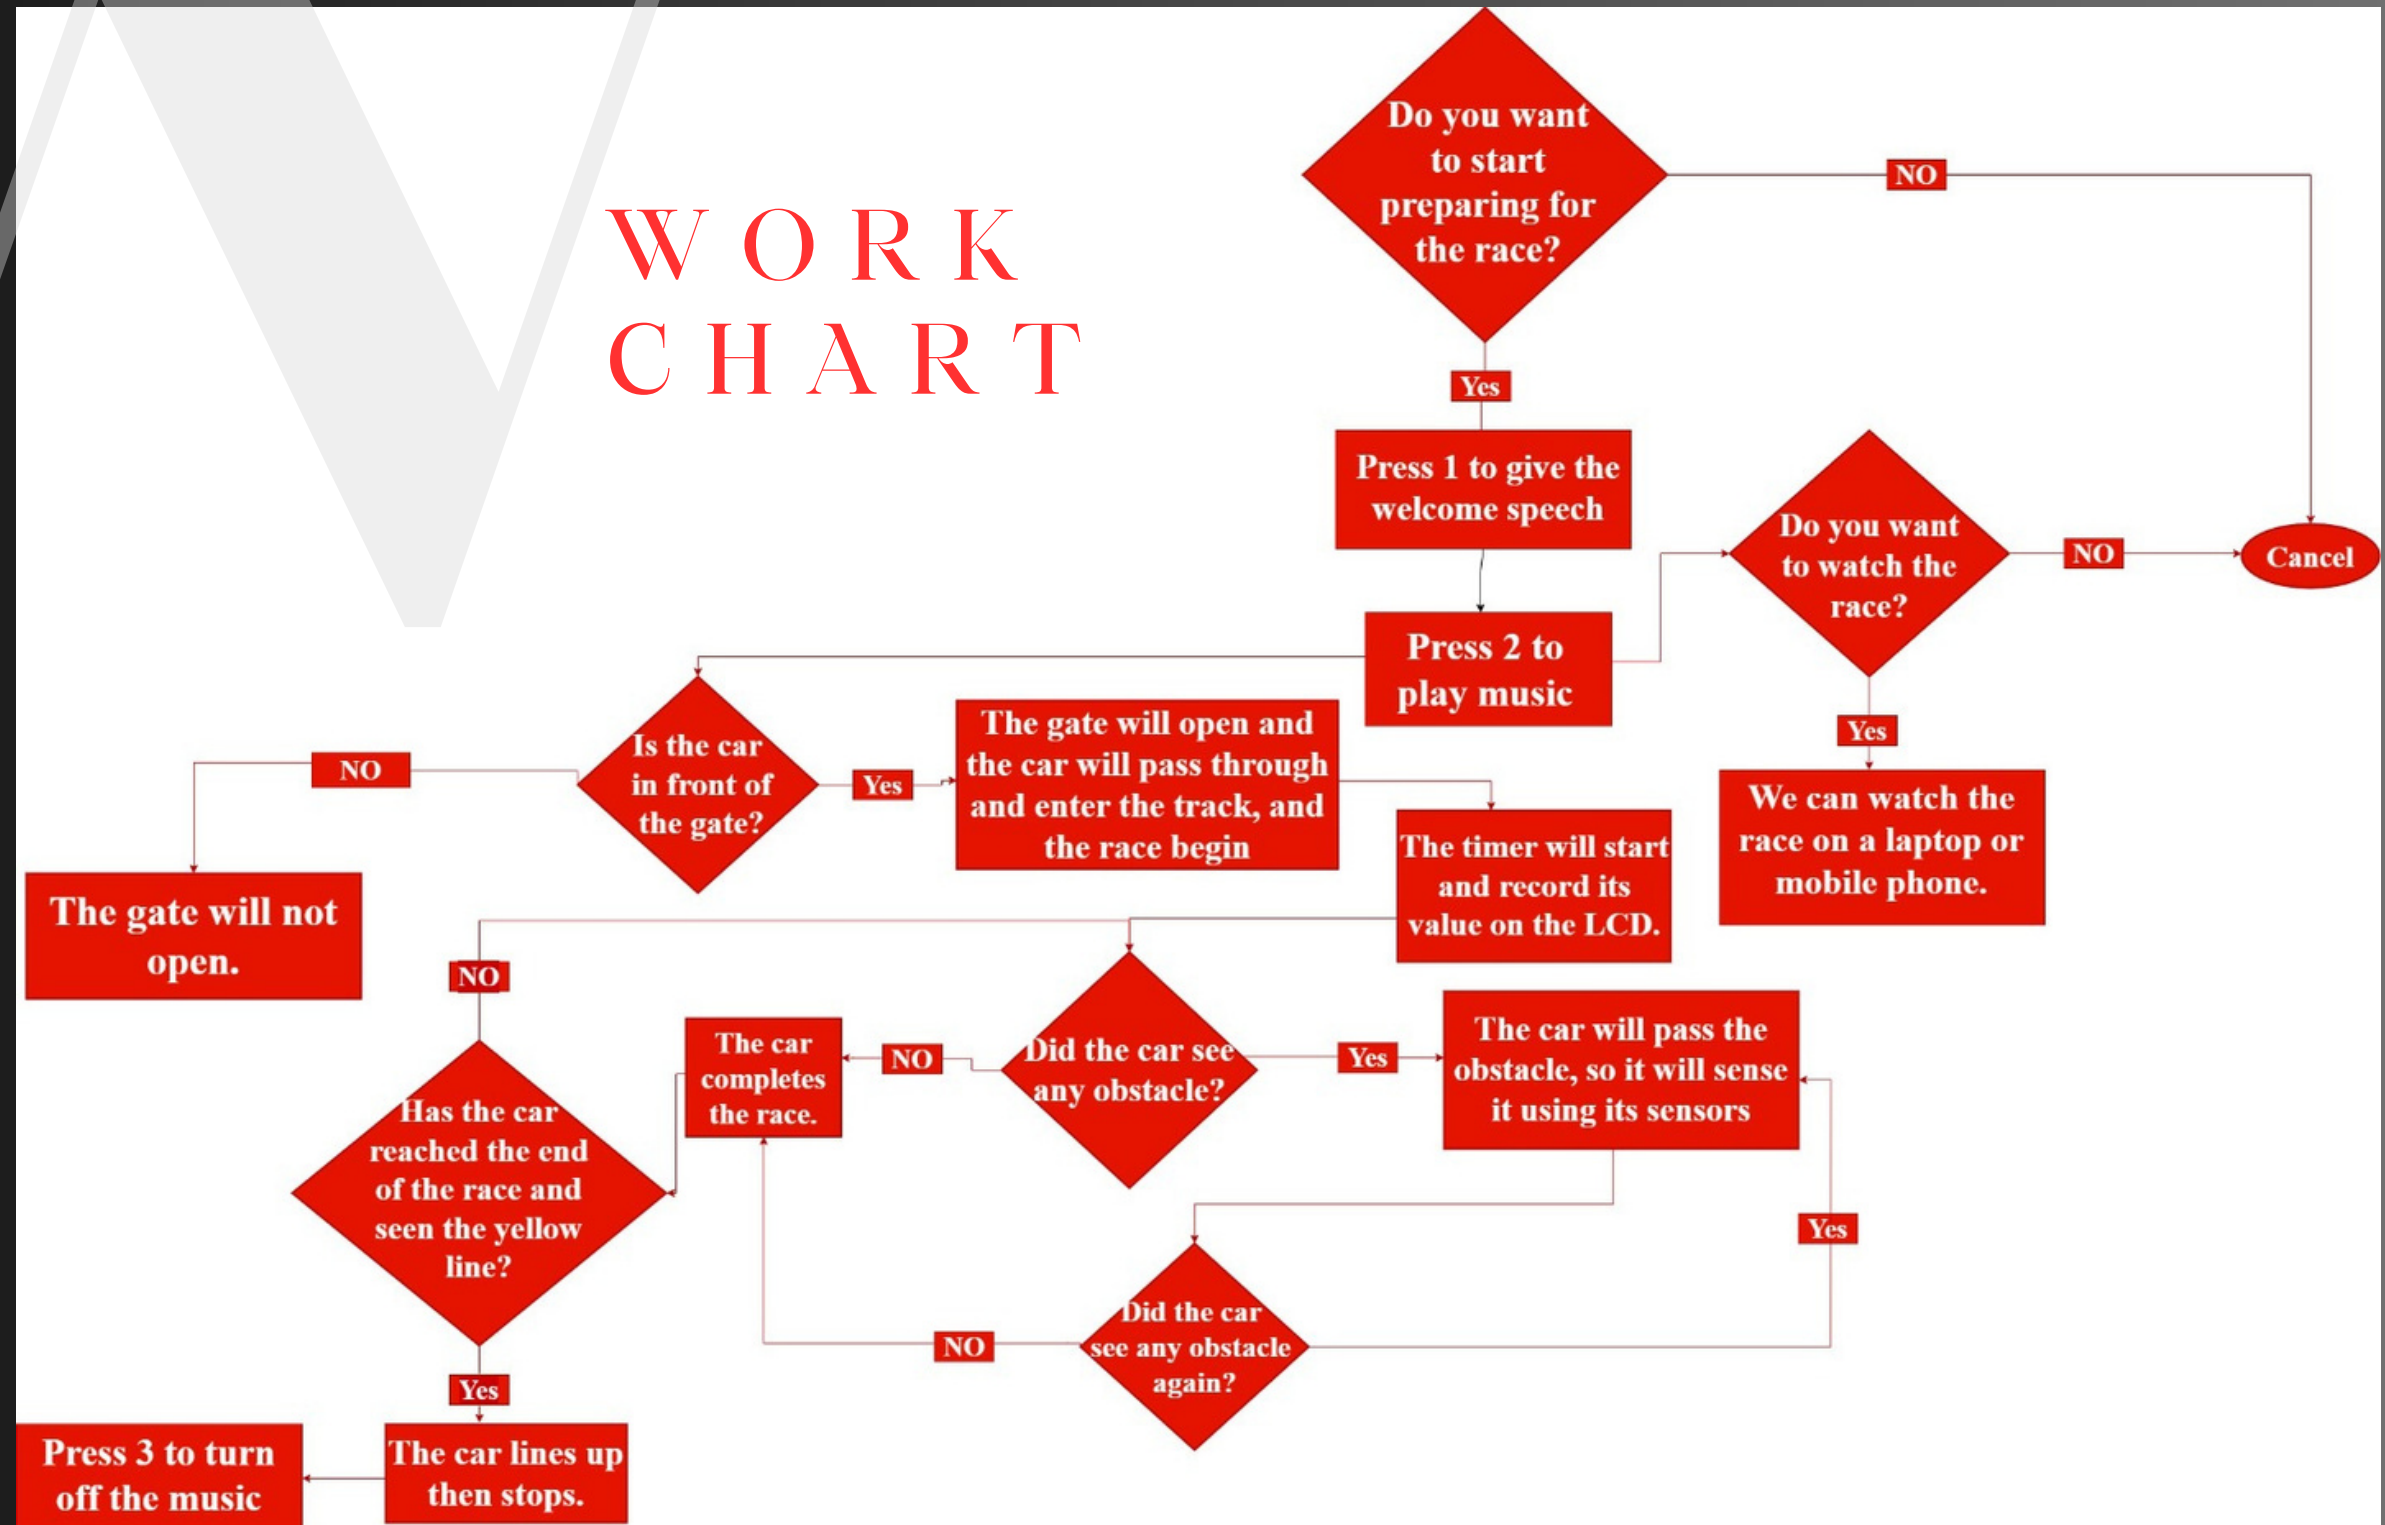 WORK
CHART
Do you want
to start
preparing for
the race?
NO
Yes
Press 1 to give the
welcome speech
Do you want
to watch the
race?
NO
Cancel
Press 2 to
play music
Yes
We can watch the
race on a laptop or
mobile phone.
Is the car
in front of
the gate?
NO
Yes
The gate will open and
the car will pass through
and enter the track, and
the race begin
The gate will not
open.
The timer will start
and record its
value on the LCD.
NO
Did the car see
any obstacle?
NO
Yes
The car
completes
the race.
The car will pass the
obstacle, so it will sense
it using its sensors
Has the car
reached the end
of the race and
seen the yellow
line?
Yes
Did the car
see any obstacle
again?
NO
Yes
The car lines up
then stops.
Press 3 to turn
off the music